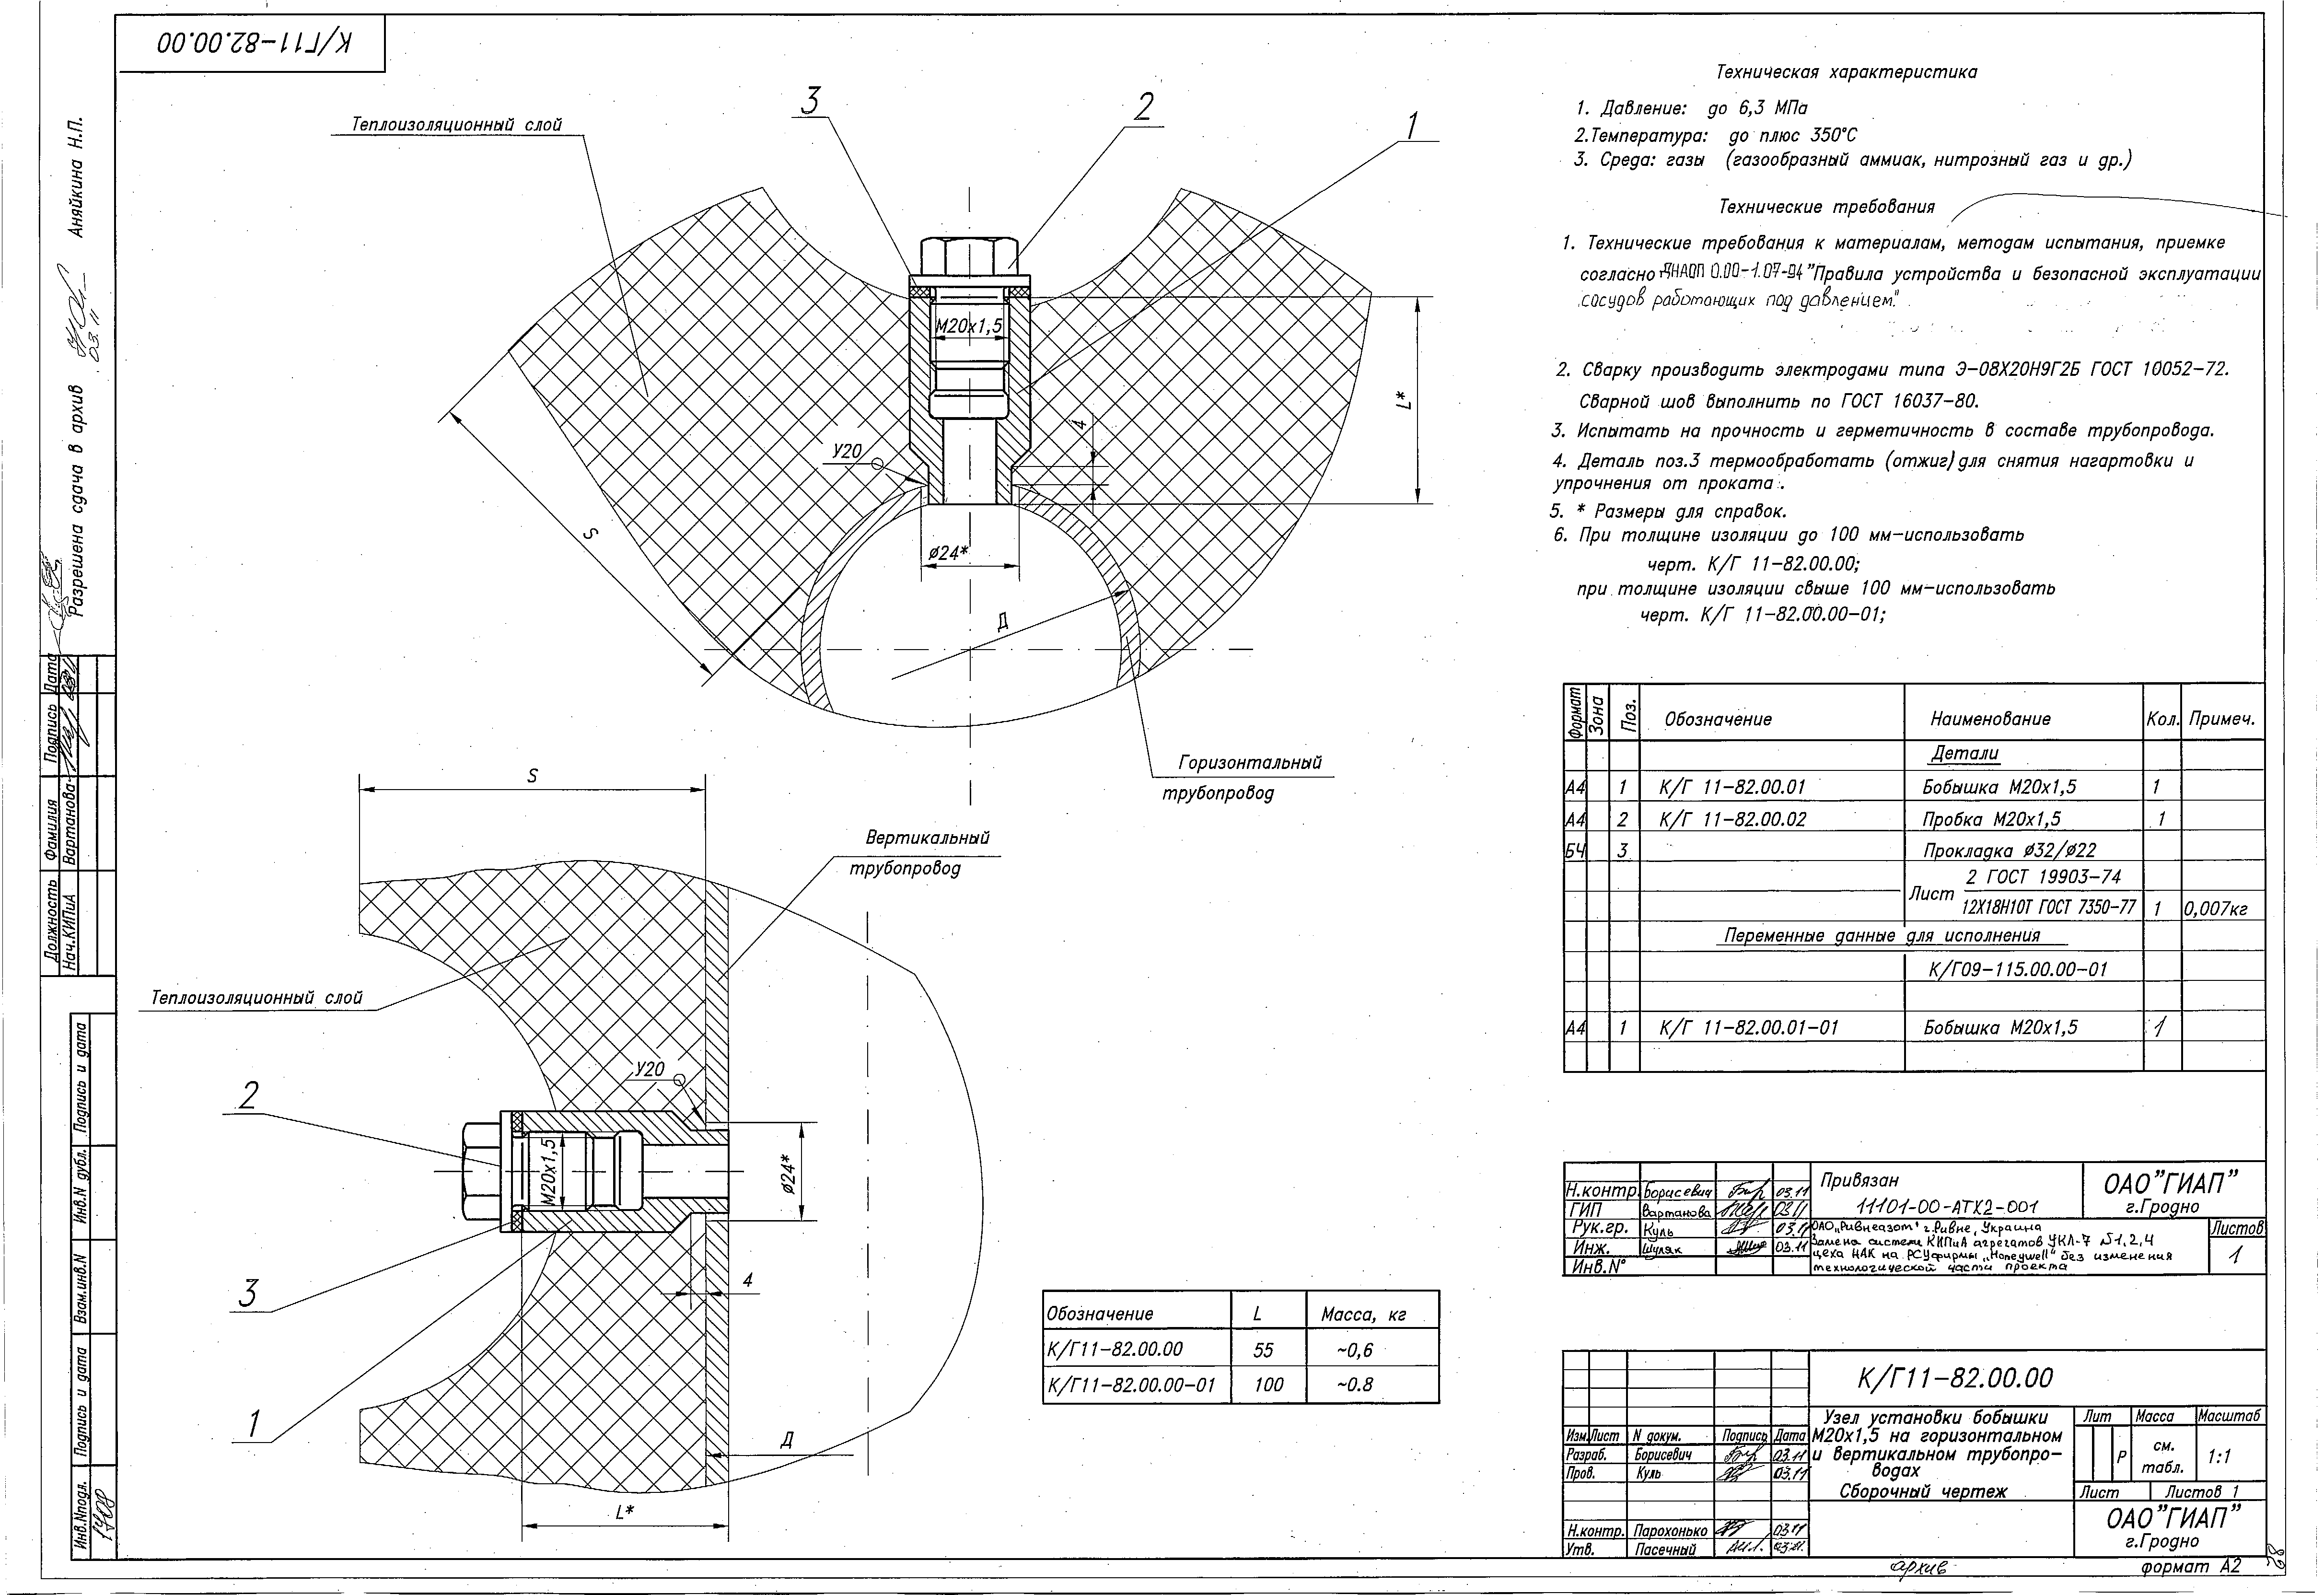 К/Г11-82.00.00
Теплоизоляционный слой
3
2
1
М20х1,5
У20
4
L*
S
ø24*
Д
Горизонтальный
трубопровод
S
Вертикальный
трубопровод
Теплоизоляционный слой
У20
2
М20х1,5
ø24*
3
4
1
Д
L*
Техническая характеристика
1. Давление: до 6,3 МПа
2.Температура: до плюс 350°С
3. Среда: газы (газообразный аммиак, нитрозный газ и др.)
Технические требования
1. Технические требования к материалам, методам испытания, приемке
согласно ДНАОП 0.00-1.07-94 "Правила устройства и безопасной эксплуатации
сосудов работающих под давлением".
2. Сварку производить электродами типа Э-08Х20Н9Г2Б ГОСТ 10052-72.
Сварной шов выполнить по ГОСТ 16037-80.
3. Испытать на прочность и герметичность в составе трубопровода.
4. Деталь поз.3 термообработать (отжиг) для снятия нагартовки и
упрочнения от проката.
5. * Размеры для справок.
6. При толщине изоляции до 100 мм-использовать
черт. К/Г 11-82.00.00;
при толщине изоляции свыше 100 мм-использовать
черт. К/Г 11-82.00.00-01;
Формат Зона Поз. Обозначение Наименование Кол. Примеч.
Детали
А4 1 К/Г 11-82.00.01 Бобышка М20х1,5 1
А4 2 К/Г 11-82.00.02 Пробка М20х1,5 1
БЧ 3 Прокладка ø32/ø22
2 ГОСТ 19903-74
Лист
12Х18Н10Т ГОСТ 7350-77 1 0,007кг
Переменные данные для исполнения
К/Г09-115.00.00-01
А4 1 К/Г 11-82.00.01-01 Бобышка М20х1,5 1
Обозначение L Масса, кг
К/Г11-82.00.00 55 ~0,6
К/Г11-82.00.00-01 100 ~0.8
Привязан
11101-00-АТХ2-001
ОАО"ГИАП"
г.Гродно
Н.контр. Борисевич 03.11
ГИП Вартанова 03.11
Рук.гр. Куль 03.11
Инж. Шуляк 03.11
Инв.N°
ОАО „Ривнеазот" г.Ривне, Украина
Замена системы КИПиА агрегатов УКЛ-7 №1,2,4
цеха НАК на РСУ фирмы „Honeywell" без изменения
технологической части проекта
Листов
1
К/Г11-82.00.00
Узел установки бобышки
М20х1,5 на горизонтальном
и вертикальном трубопро-
водах
Сборочный чертеж
Лит Масса Масштаб
Р см. табл. 1:1
Лист Листов 1
ОАО"ГИАП"
г.Гродно
Изм. Лист N докум. Подпись Дата
Разраб. Борисевич 03.11
Пров. Куль 03.11
Н.контр. Парохонько 03.11
Утв. Пасечный 03.11.
архив
формат А2
28
Разрешена сдача в архив
03.11
Аняйкина Н.П.
Должность Фамилия Подпись Дата
Нач.КИПиА Вартанова 03.11
Подпись и дата
Инв.N дубл.
Взам.инв.N
Подпись и дата
Инв.Nподл.
1408